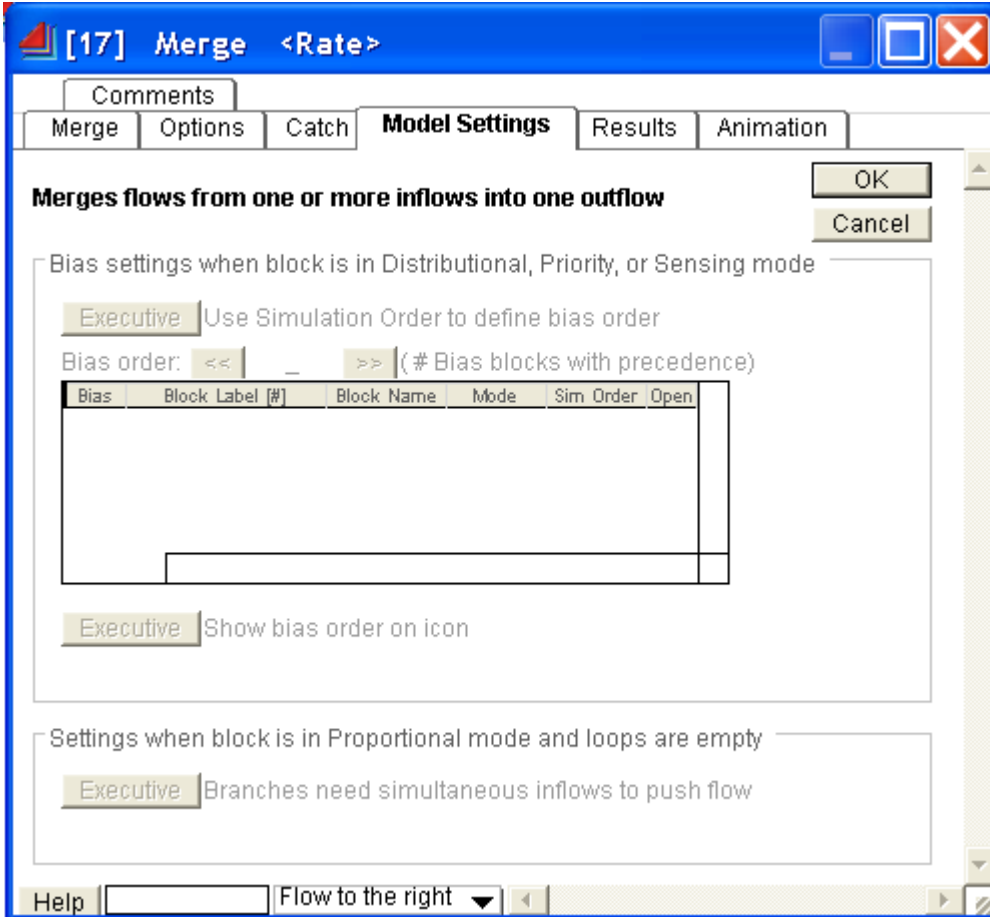 [17] Merge <Rate>
Comments
Merge Options Catch Model Settings Results Animation
Merges flows from one or more inflows into one outflow
OK
Cancel
Bias settings when block is in Distributional, Priority, or Sensing mode
Executive Use Simulation Order to define bias order
Bias order: << _ >> (# Bias blocks with precedence)
Bias Block Label [#] Block Name Mode Sim Order Open
Executive Show bias order on icon
Settings when block is in Proportional mode and loops are empty
Executive Branches need simultaneous inflows to push flow
Help Flow to the right